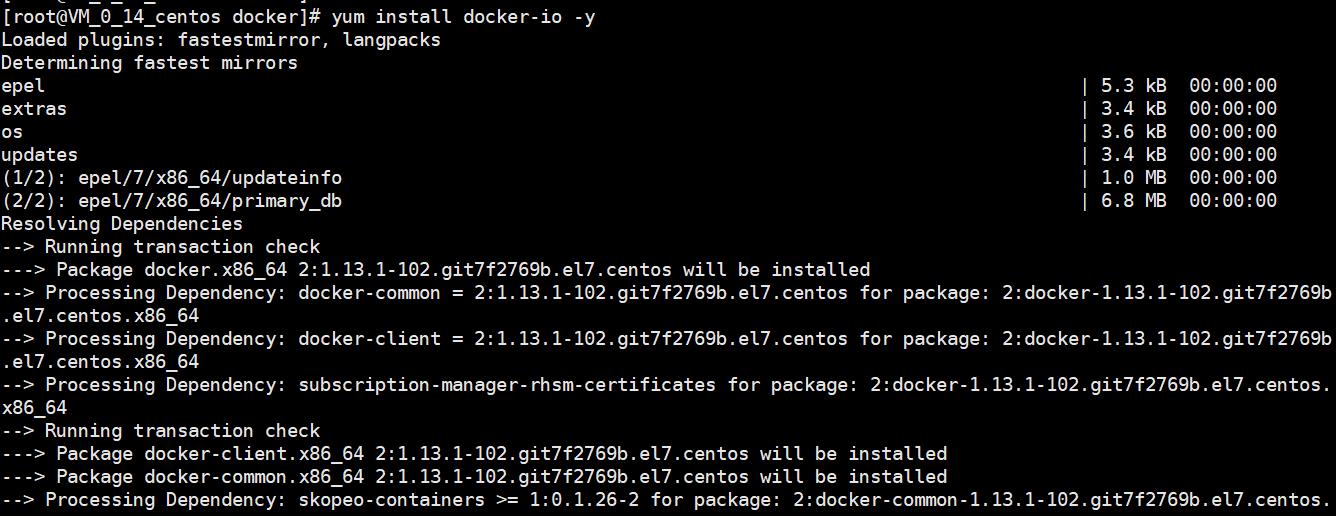 [root@VM_0_14_centos docker]# yum install docker-io -y
Loaded plugins: fastestmirror, langpacks
Determining fastest mirrors
epel | 5.3 kB 00:00:00
extras | 3.4 kB 00:00:00
os | 3.6 kB 00:00:00
updates | 3.4 kB 00:00:00
(1/2): epel/7/x86_64/updateinfo | 1.0 MB 00:00:00
(2/2): epel/7/x86_64/primary_db | 6.8 MB 00:00:00
Resolving Dependencies
--> Running transaction check
---> Package docker.x86_64 2:1.13.1-102.git7f2769b.el7.centos will be installed
--> Processing Dependency: docker-common = 2:1.13.1-102.git7f2769b.el7.centos for package: 2:docker-1.13.1-102.git7f2769b
.el7.centos.x86_64
--> Processing Dependency: docker-client = 2:1.13.1-102.git7f2769b.el7.centos for package: 2:docker-1.13.1-102.git7f2769b
.el7.centos.x86_64
--> Processing Dependency: subscription-manager-rhsm-certificates for package: 2:docker-1.13.1-102.git7f2769b.el7.centos.
x86_64
--> Running transaction check
---> Package docker-client.x86_64 2:1.13.1-102.git7f2769b.el7.centos will be installed
---> Package docker-common.x86_64 2:1.13.1-102.git7f2769b.el7.centos will be installed
--> Processing Dependency: skopeo-containers >= 1:0.1.26-2 for package: 2:docker-common-1.13.1-102.git7f2769b.el7.centos.